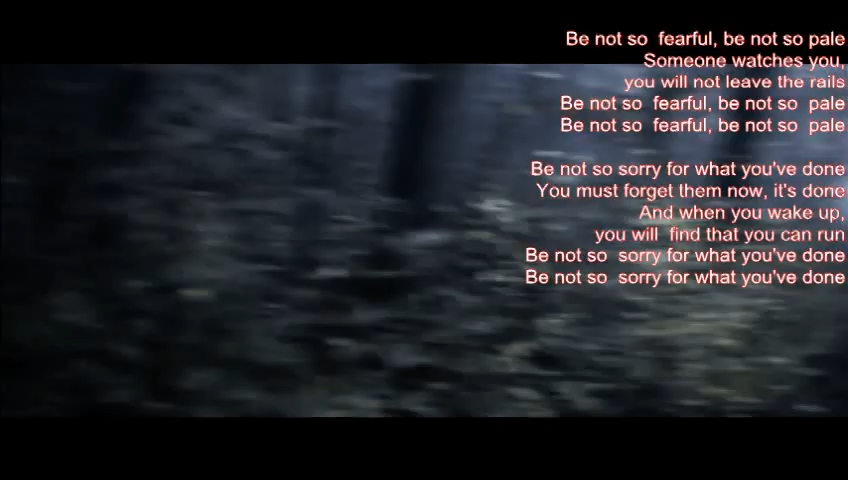 Be not so fearful, be not so pale
Someone watches you,
you will not leave the rails
Be not so fearful, be not so pale
Be not so fearful, be not so pale
Be not so sorry for what you've done
You must forget them now, it's done
And when you wake up,
you will find that you can run
Be not so sorry for what you've done
Be not so sorry for what you've done